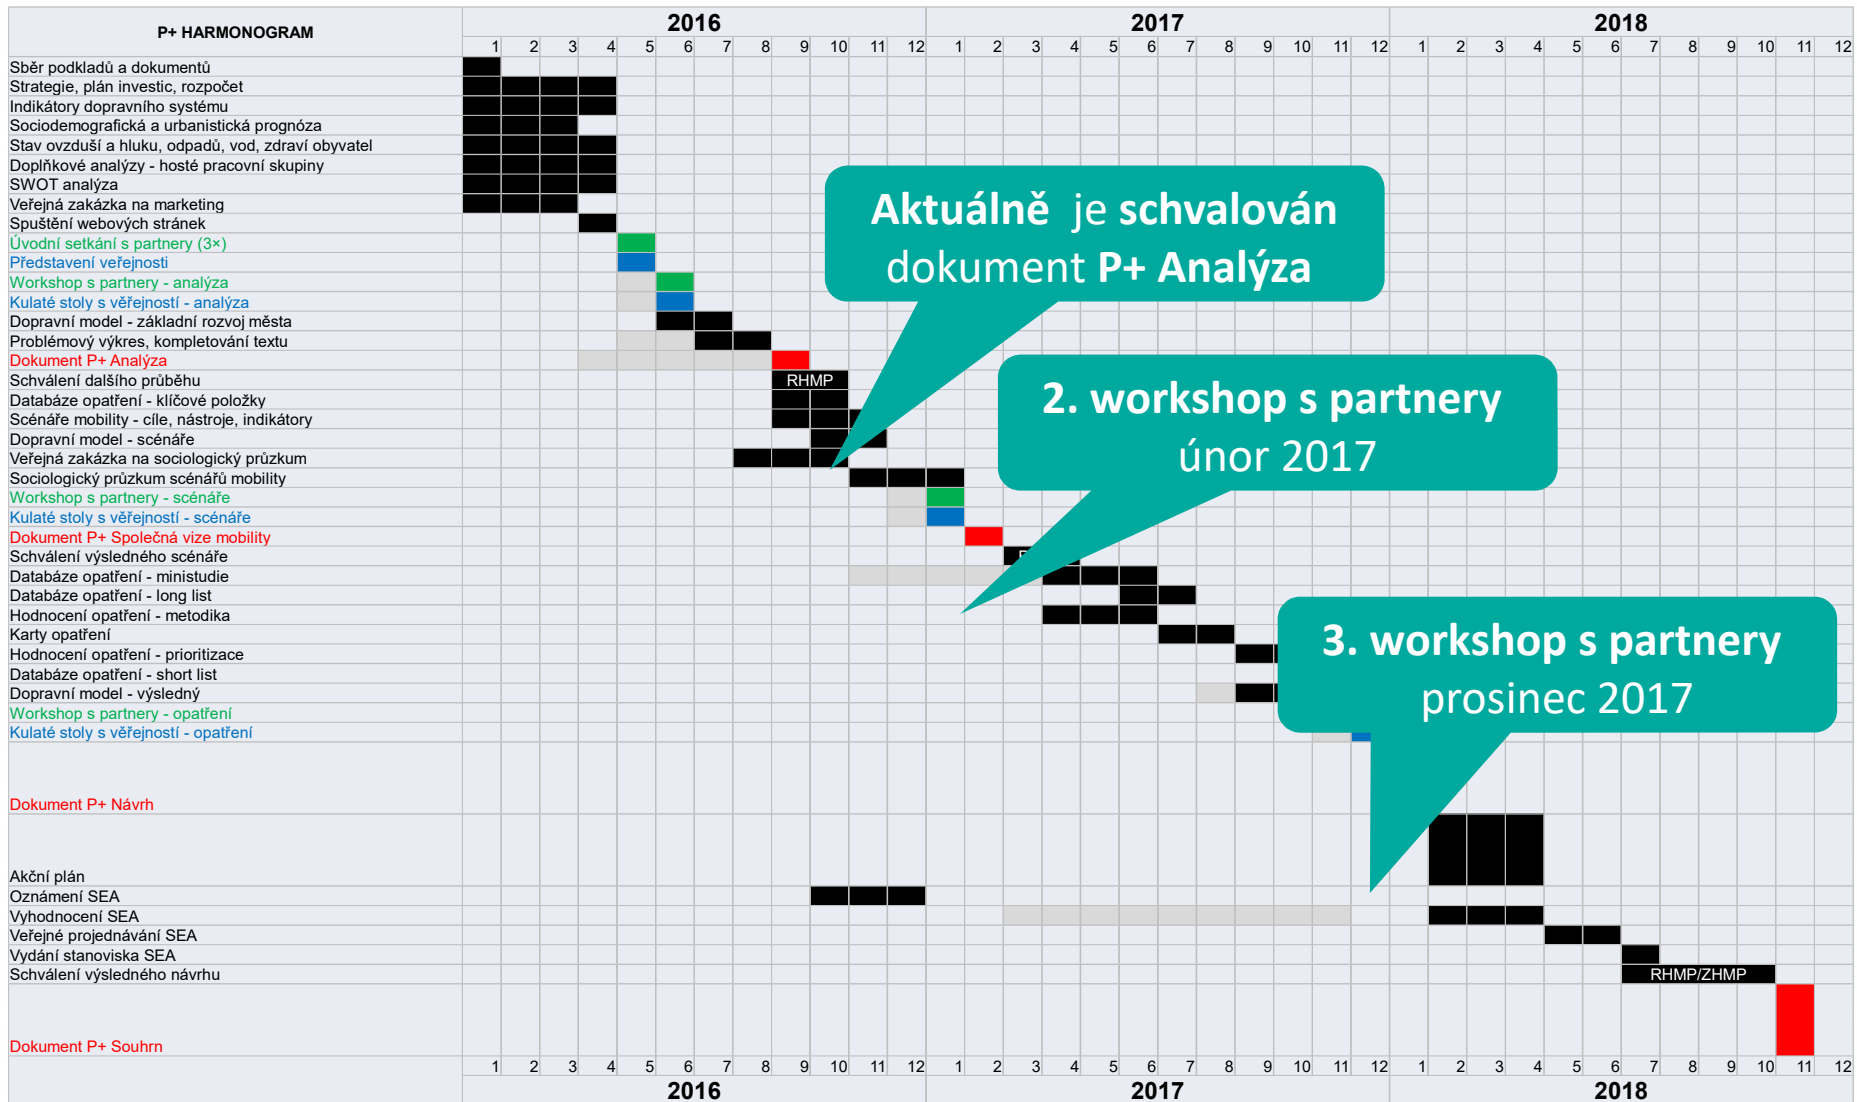 P+ HARMONOGRAM
2016 2017 2018
1 2 3 4 5 6 7 8 9 10 11 12 1 2 3 4 5 6 7 8 9 10 11 12 1 2 3 4 5 6 7 8 9 10 11 12
Sběr podkladů a dokumentů
Strategie, plán investic, rozpočet
Indikátory dopravního systému
Sociodemografická a urbanistická prognóza
Stav ovzduší a hluku, odpadů, vod, zdraví obyvatel
Doplňkové analýzy - hosté pracovní skupiny
SWOT analýza
Veřejná zakázka na marketing
Spuštění webových stránek
Úvodní setkání s partnery (3×)
Představení veřejnosti
Workshop s partnery - analýza
Kulaté stoly s věřejností - analýza
Dopravní model - základní rozvoj města
Problémový výkres, kompletování textu
Dokument P+ Analýza
Schválení dalšího průběhu RHMP
Databáze opatření - klíčové položky
Scénáře mobility - cíle, nástroje, indikátory
Dopravní model - scénáře
Veřejná zakázka na sociologický průzkum
Sociologický průzkum scénářů mobility
Workshop s partnery - scénáře
Kulaté stoly s věřejností - scénáře
Dokument P+ Společná vize mobility
Schválení výsledného scénáře
Databáze opatření - ministudie
Databáze opatření - long list
Hodnocení opatření - metodika
Karty opatření
Hodnocení opatření - prioritizace
Databáze opatření - short list
Dopravní model - výsledný
Workshop s partnery - opatření
Kulaté stoly s věřejností - opatření
Dokument P+ Návrh
Akční plán
Oznámení SEA
Vyhodnocení SEA
Veřejné projednávání SEA
Vydání stanoviska SEA
Schválení výsledného návrhu RHMP/ZHMP
Dokument P+ Souhrn
1 2 3 4 5 6 7 8 9 10 11 12 1 2 3 4 5 6 7 8 9 10 11 12 1 2 3 4 5 6 7 8 9 10 11 12
2016 2017 2018
Aktuálně je schvalován
dokument P+ Analýza
2. workshop s partnery
únor 2017
3. workshop s partnery
prosinec 2017